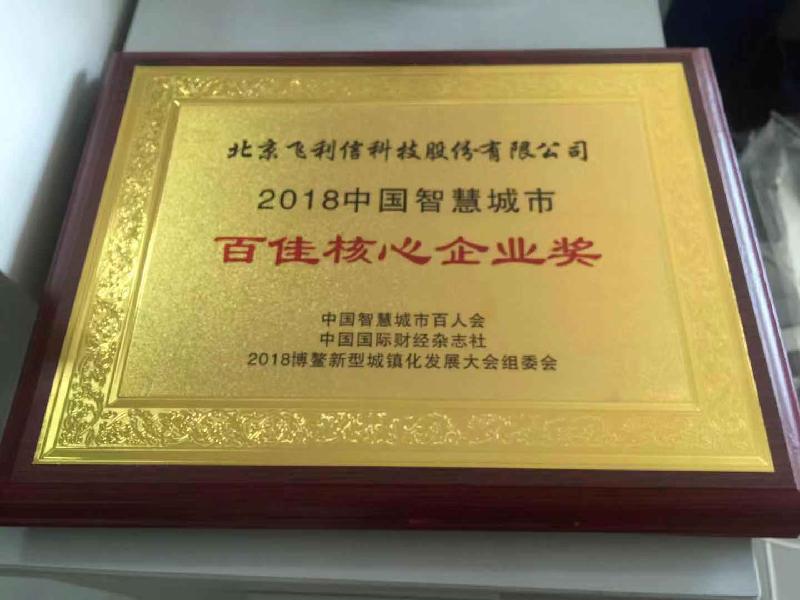 北京飞利信科技股份有限公司
2018中国智慧城市
百佳核心企业奖
中国智慧城市百人会
中国国际财经杂志社
2018博鳌新型城镇化发展大会组委会